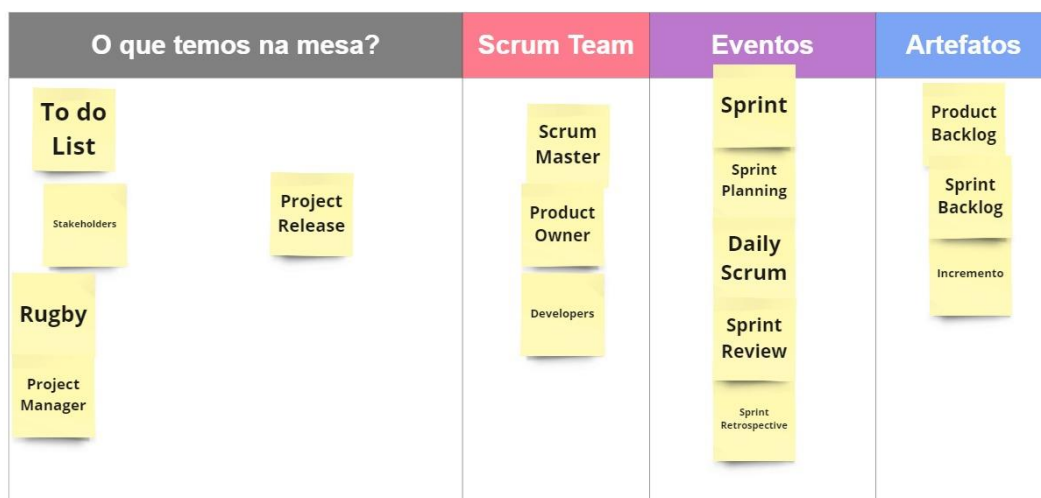 O que temos na mesa?
Scrum Team
Eventos
Artefatos
To do
List
Stakeholders
Project
Release
Rugby
Project
Manager
Scrum
Master
Product
Owner
Developers
Sprint
Sprint
Planning
Daily
Scrum
Sprint
Review
Sprint
Retrospective
Product
Backlog
Sprint
Backlog
Incremento